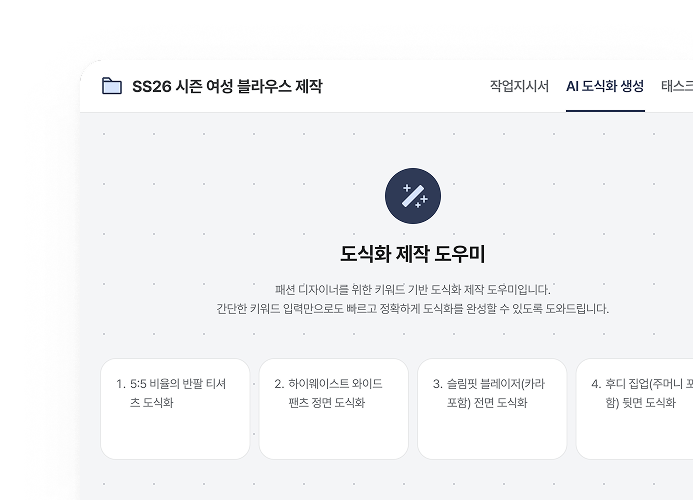 SS26 시즌 여성 블라우스 제작
작업지시서 AI 도식화 생성 태스크
도식화 제작 도우미
패션 디자이너를 위한 키워드 기반 도식화 제작 도우미입니다.
간단한 키워드 입력만으로도 빠르고 정확하게 도식화를 완성할 수 있도록 도와드립니다.
1. 5:5 비율의 반팔 티셔
츠 도식화
2. 하이웨이스트 와이드
팬츠 정면 도식화
3. 슬림핏 블레이저(카라
포함) 전면 도식화
4. 후디 집업(주머니 포
함) 뒷면 도식화